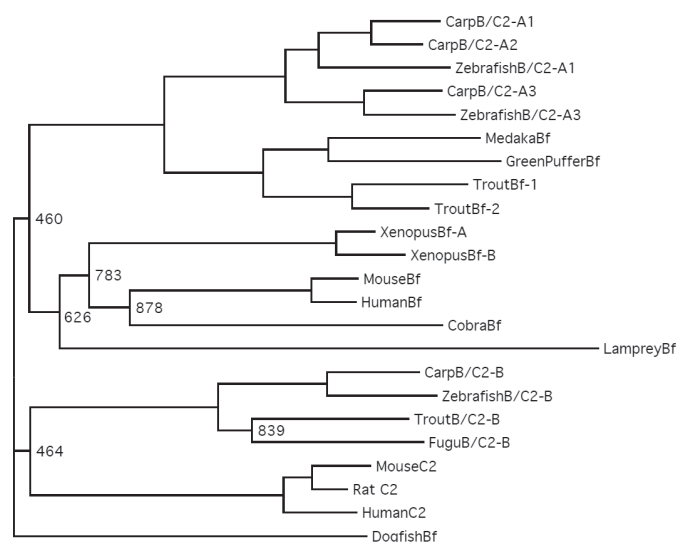 CarpB/C2-A1
CarpB/C2-A2
ZebrafishB/C2-A1
CarpB/C2-A3
ZebrafishB/C2-A3
MedakaBf
GreenPufferBf
TroutBf-1
TroutBf-2
460
XenopusBf-A
XenopusBf-B
783
MouseBf
HumanBf
878
626
CobraBf
LampreyBf
CarpB/C2-B
ZebrafishB/C2-B
TroutB/C2-B
839
FuguB/C2-B
464
MouseC2
Rat C2
HumanC2
DogfishBf